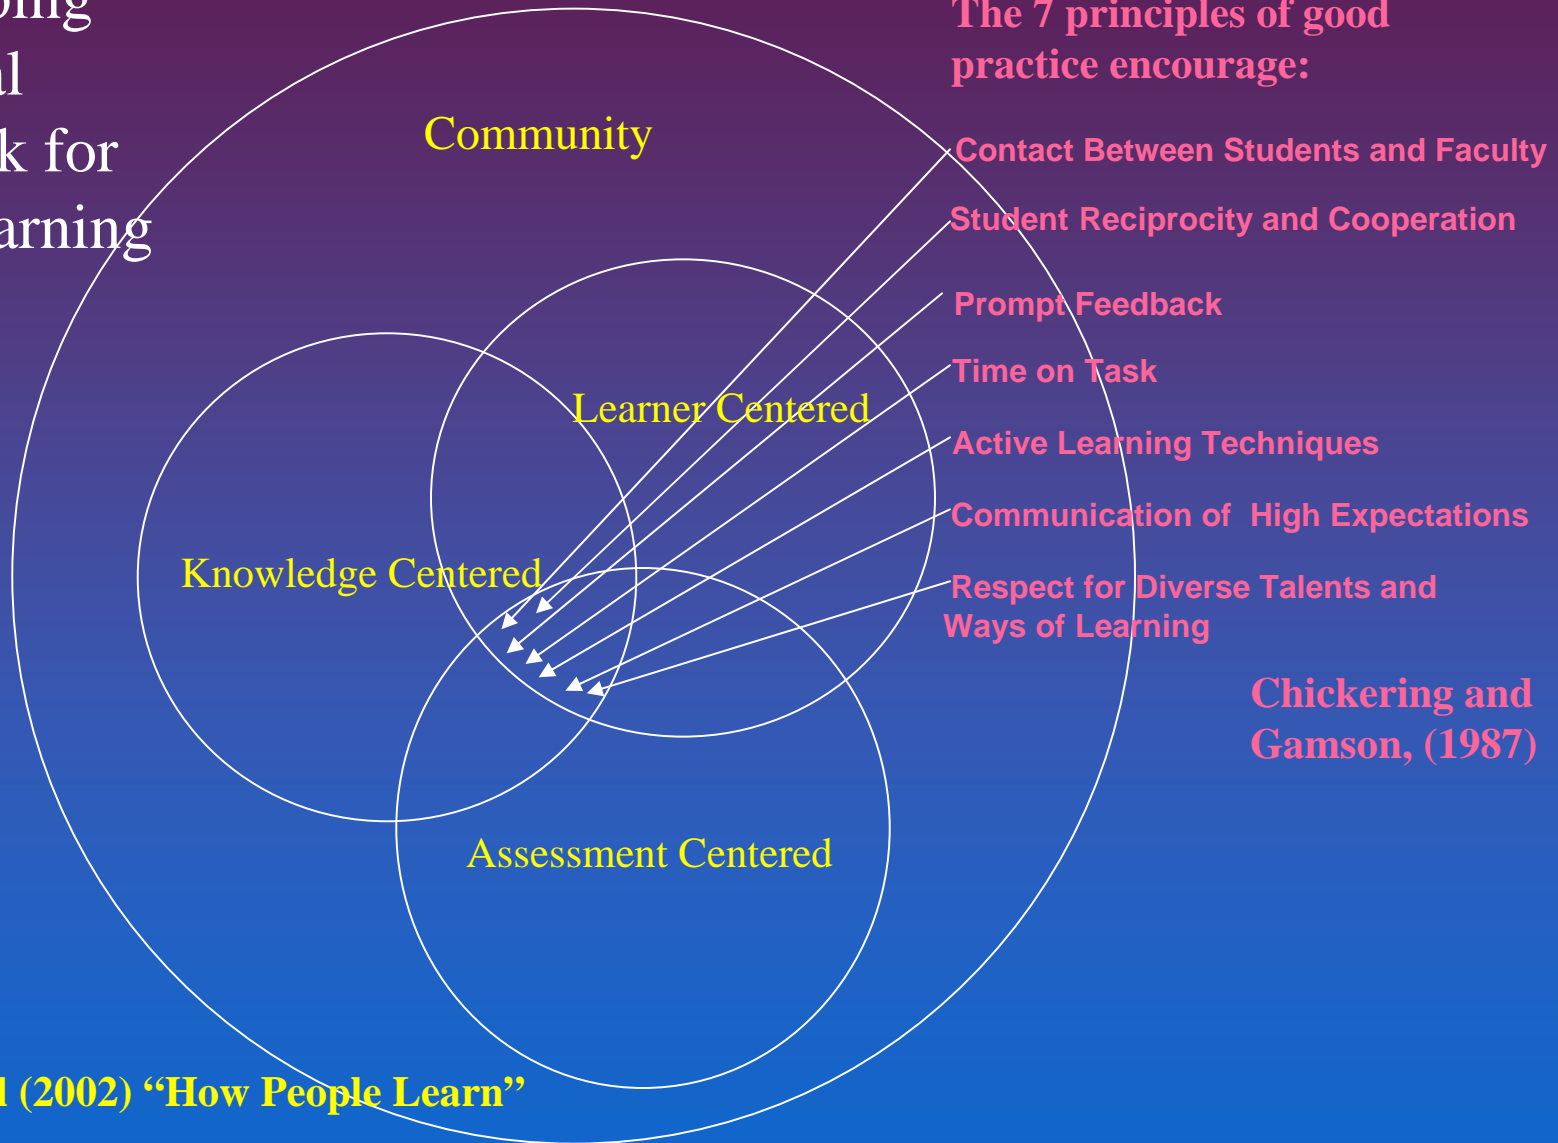 k for
arning
The 7 principles of good
practice encourage:
Community
Contact Between Students and Faculty
Student Reciprocity and Cooperation
Prompt Feedback
Time on Task
Learner Centered
Active Learning Techniques
Communication of  High Expectations
Knowledge Centered
Respect for Diverse Talents and
Ways of Learning
Chickering and
Gamson, (1987)
Assessment Centered
(2002) “How People Learn”